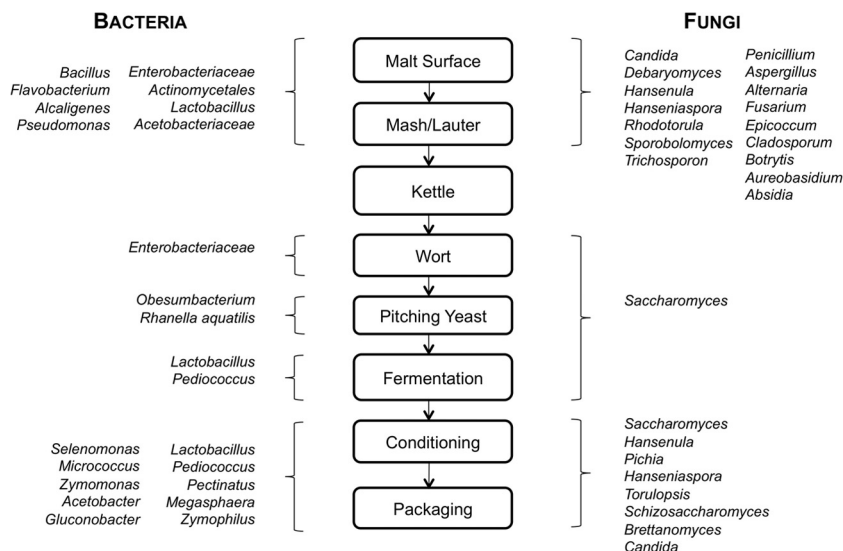 BACTERIA
FUNGI
Bacillus Enterobacteriaceae
Flavobacterium Actinomycetales
Alcaligenes Lactobacillus
Pseudomonas Acetobacteriaceae
Malt Surface
Mash/Lauter
Candida Penicillium
Debaryomyces Aspergillus
Hansenula Alternaria
Hanseniaspora Fusarium
Rhodotorula Epicoccum
Sporobolomyces Cladosporum
Trichosporon Botrytis
Aureobasidium
Absidia
Kettle
Enterobacteriaceae
Wort
Obesumbacterium
Rhanella aquatilis
Pitching Yeast
Saccharomyces
Lactobacillus
Pediococcus
Fermentation
Selenomonas Lactobacillus
Micrococcus Pediococcus
Zymomonas Pectinatus
Acetobacter Megasphaera
Gluconobacter Zymophilus
Conditioning
Packaging
Saccharomyces
Hansenula
Pichia
Hanseniaspora
Torulopsis
Schizosaccharomyces
Brettanomyces
Candida